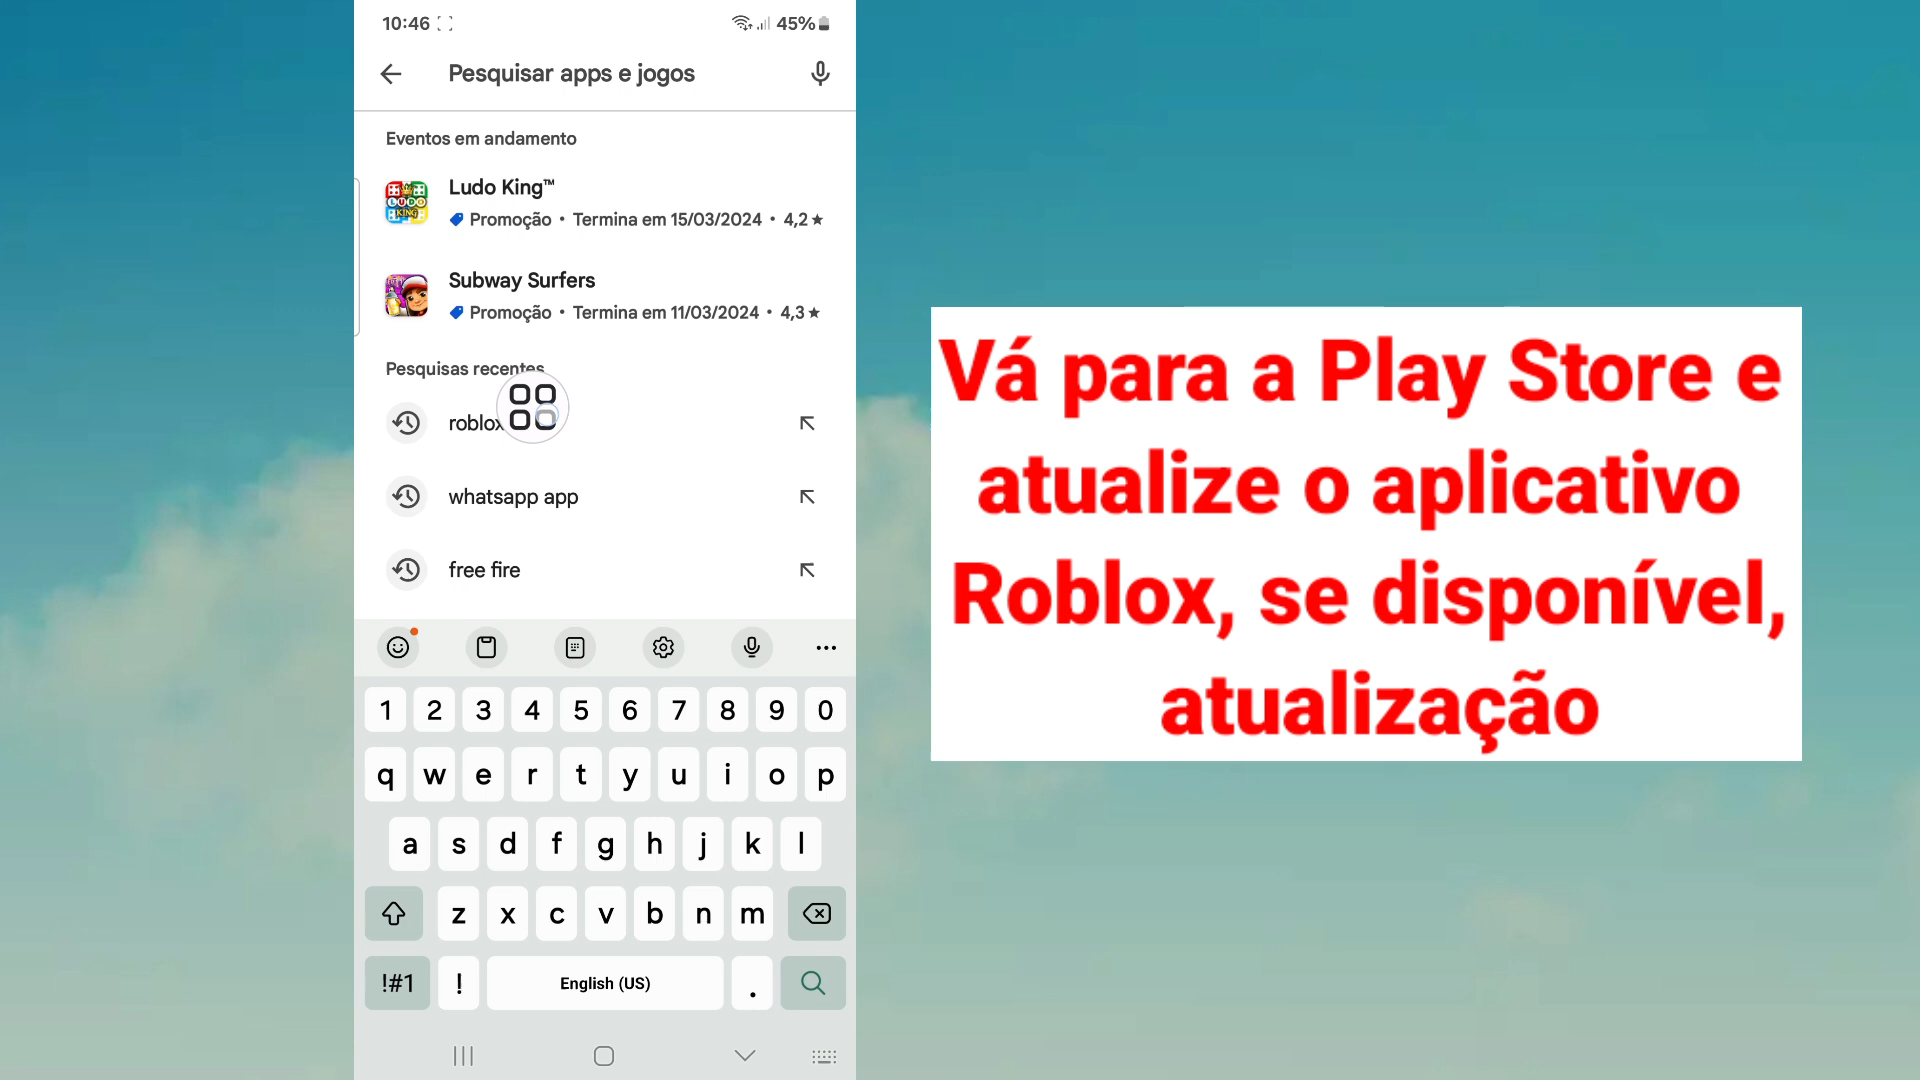 10:46
45%
Pesquisar apps e jogos
Eventos em andamento
Ludo King™
Promoção • Termina em 15/03/2024 • 4,2★
Subway Surfers
Promoção • Termina em 11/03/2024 • 4,3★
Pesquisas recentes
roblox
whatsapp app
free fire
1 2 3 4 5 6 7 8 9 0
q w e r t y u i o p
a s d f g h j k l
z x c v b n m
!#1 ! English (US) .
Vá para a Play Store e
atualize o aplicativo
Roblox, se disponível,
atualização